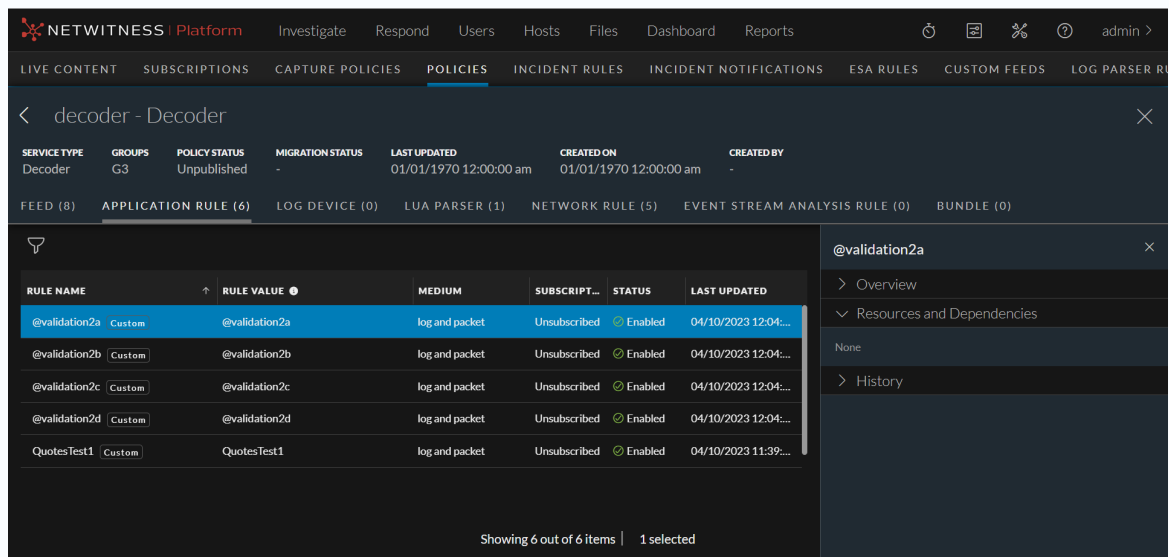 NETWITNESS Platform Investigate Respond Users Hosts Files Dashboard Reports admin >
LIVE CONTENT SUBSCRIPTIONS CAPTURE POLICIES POLICIES INCIDENT RULES INCIDENT NOTIFICATIONS ESA RULES CUSTOM FEEDS LOG PARSER RU
decoder - Decoder
SERVICE TYPE GROUPS POLICY STATUS MIGRATION STATUS LAST UPDATED CREATED ON CREATED BY
Decoder G3 Unpublished - 01/01/1970 12:00:00 am 01/01/1970 12:00:00 am -
FEED (8) APPLICATION RULE (6) LOG DEVICE (0) LUA PARSER (1) NETWORK RULE (5) EVENT STREAM ANALYSIS RULE (0) BUNDLE (0)
RULE NAME RULE VALUE MEDIUM SUBSCRIPT... STATUS LAST UPDATED
@validation2a Custom @validation2a log and packet Unsubscribed Enabled 04/10/2023 12:04:...
@validation2b Custom @validation2b log and packet Unsubscribed Enabled 04/10/2023 12:04:...
@validation2c Custom @validation2c log and packet Unsubscribed Enabled 04/10/2023 12:04:...
@validation2d Custom @validation2d log and packet Unsubscribed Enabled 04/10/2023 12:04:...
QuotesTest1 Custom QuotesTest1 log and packet Unsubscribed Enabled 04/10/2023 11:39:...
Showing 6 out of 6 items | 1 selected
@validation2a
Overview
Resources and Dependencies
None
History